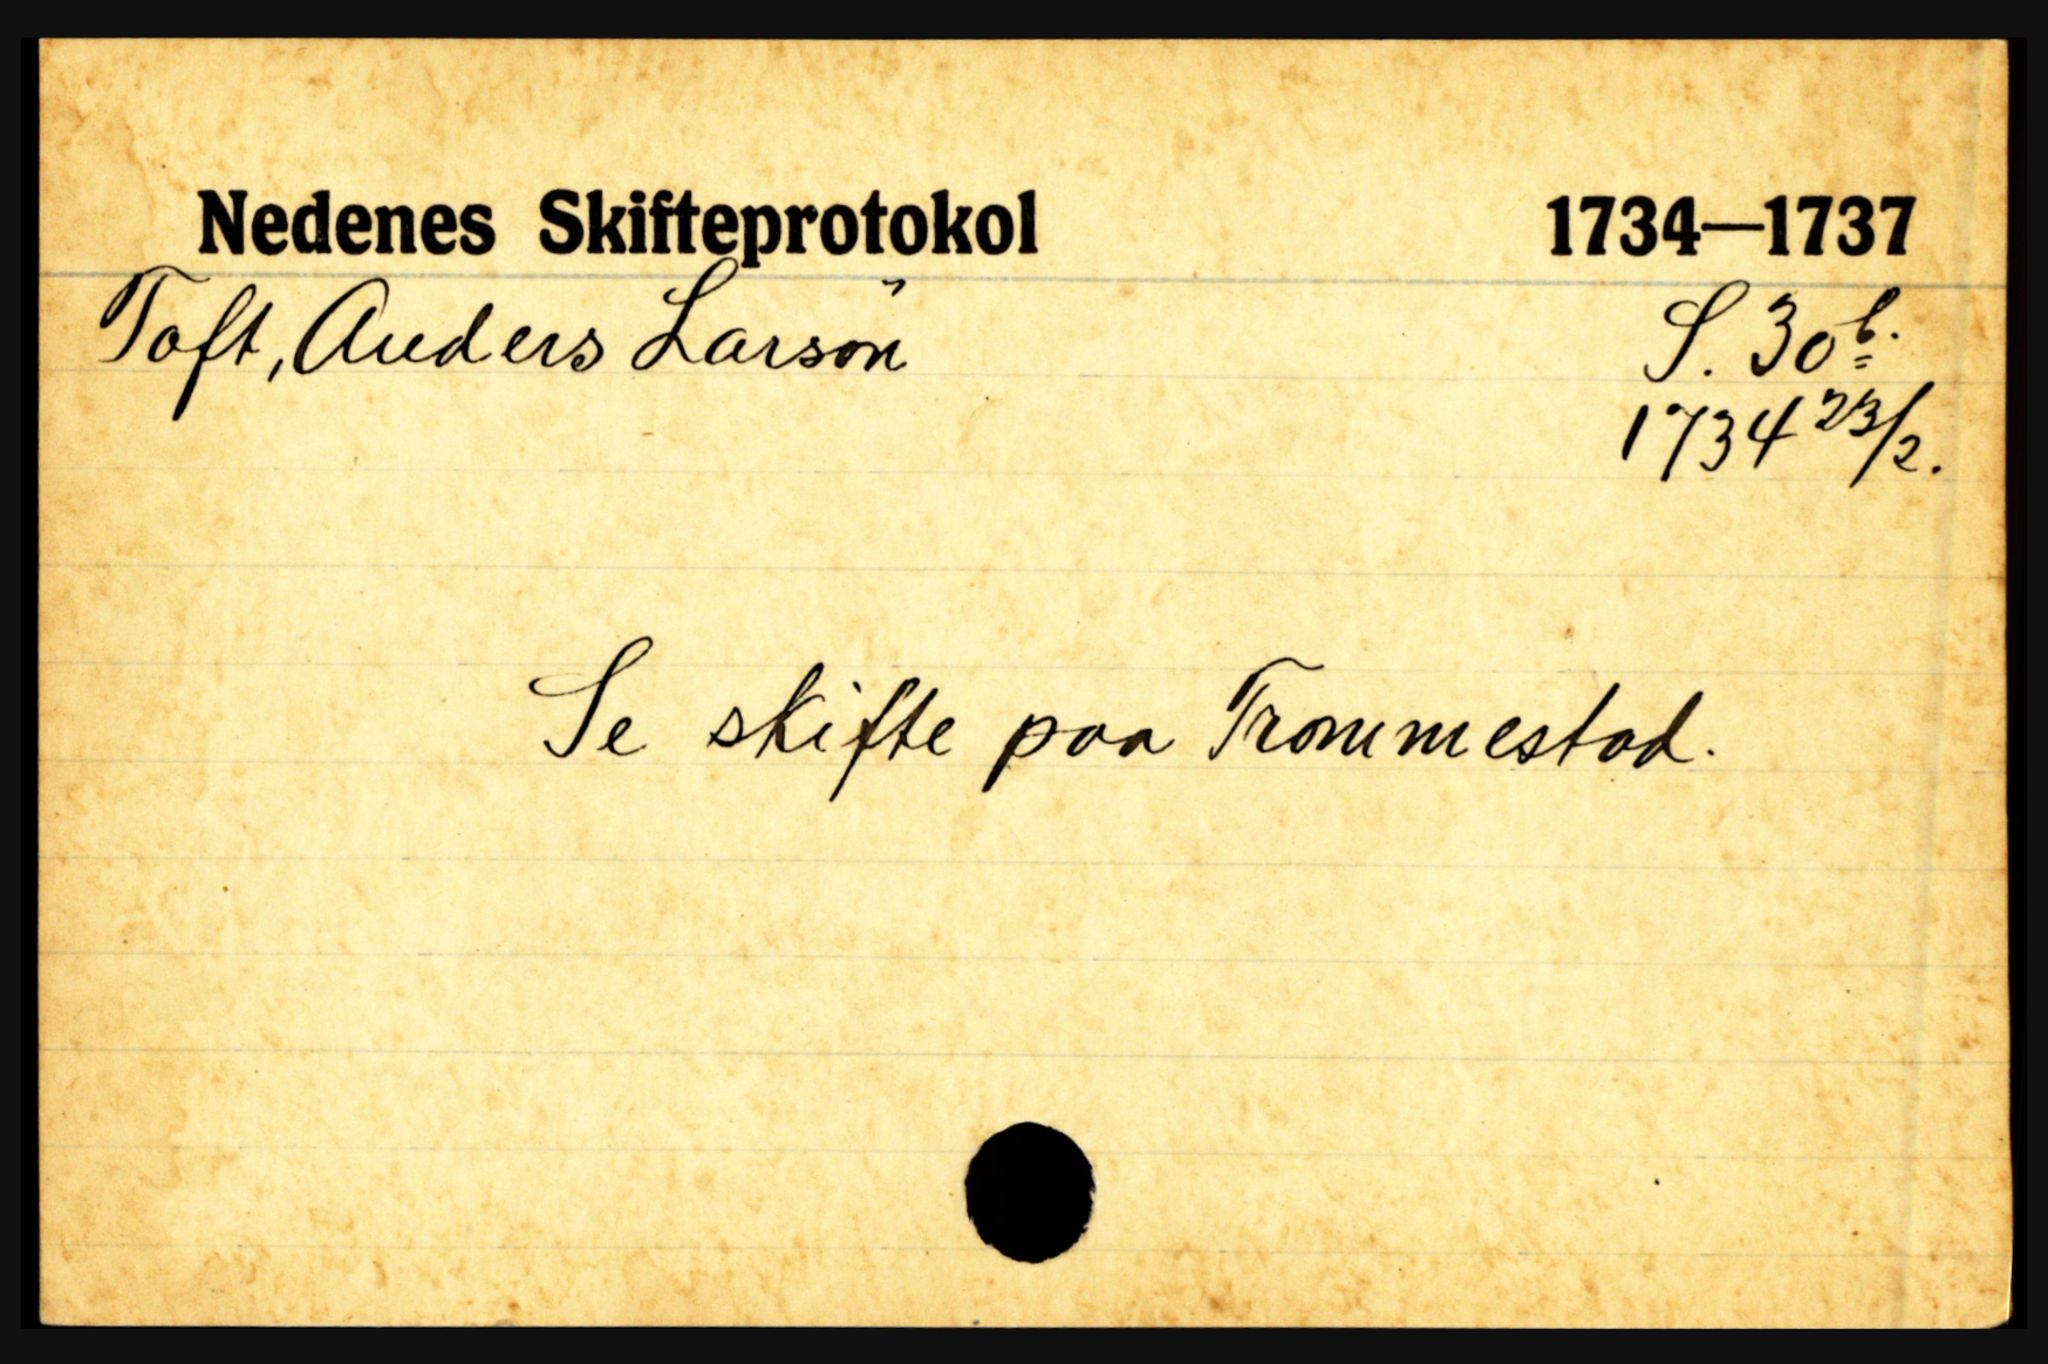 Nedenes Skifteprotokol 1734—1737
Toft, Anders Larsön S. 30b.
1734 23/2.
Se skifte paa Trommestad.